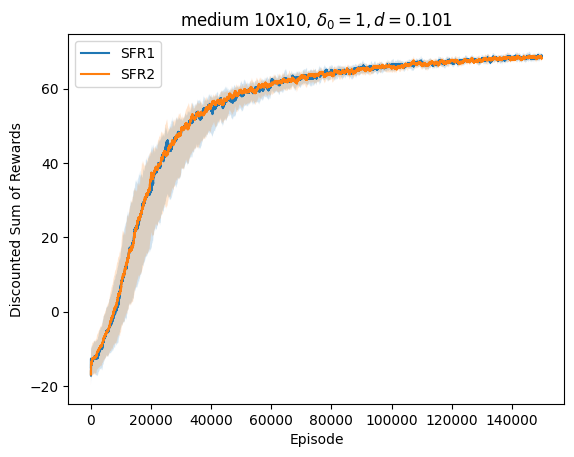 medium 10x10, δ₀ = 1, d = 0.101
SFR1
SFR2
Discounted Sum of Rewards
60
40
20
0
−20
0 20000 40000 60000 80000 100000 120000 140000
Episode